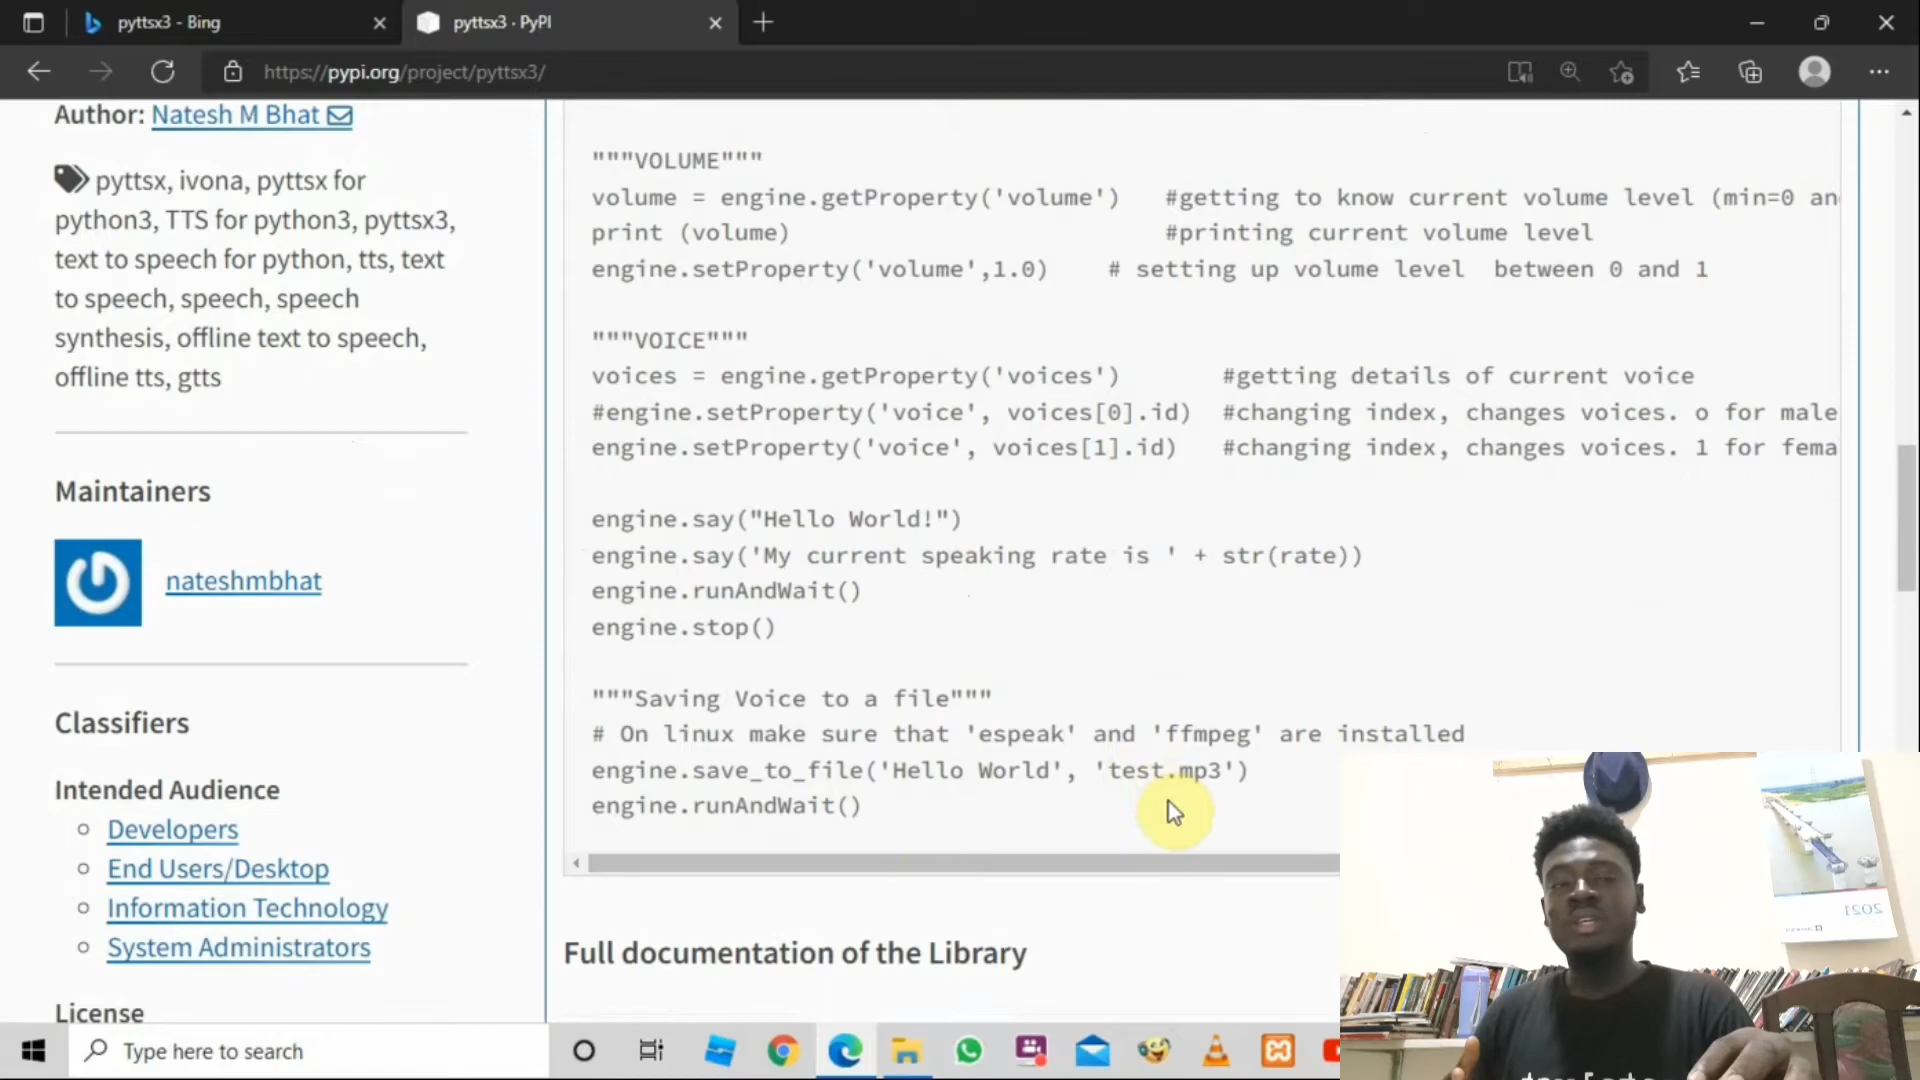 pyttsx3 - Bing
pyttsx3 · PyPI
https://pypi.org/project/pyttsx3/
Author: Natesh M Bhat
pyttsx, ivona, pyttsx for
python3, TTS for python3, pyttsx3,
text to speech for python, tts, text
to speech, speech, speech
synthesis, offline text to speech,
offline tts, gtts
Maintainers
nateshmbhat
Classifiers
Intended Audience
Developers
End Users/Desktop
Information Technology
System Administrators
License
"""VOLUME"""
volume = engine.getProperty('volume')   #getting to know current volume level (min=0 an
print (volume)                          #printing current volume level
engine.setProperty('volume',1.0)    # setting up volume level  between 0 and 1
"""VOICE"""
voices = engine.getProperty('voices')       #getting details of current voice
#engine.setProperty('voice', voices[0].id)  #changing index, changes voices. o for male
engine.setProperty('voice', voices[1].id)   #changing index, changes voices. 1 for fema
engine.say("Hello World!")
engine.say('My current speaking rate is ' + str(rate))
engine.runAndWait()
engine.stop()
"""Saving Voice to a file"""
# On linux make sure that 'espeak' and 'ffmpeg' are installed
engine.save_to_file('Hello World', 'test.mp3')
engine.runAndWait()
Full documentation of the Library
2021
Type here to search